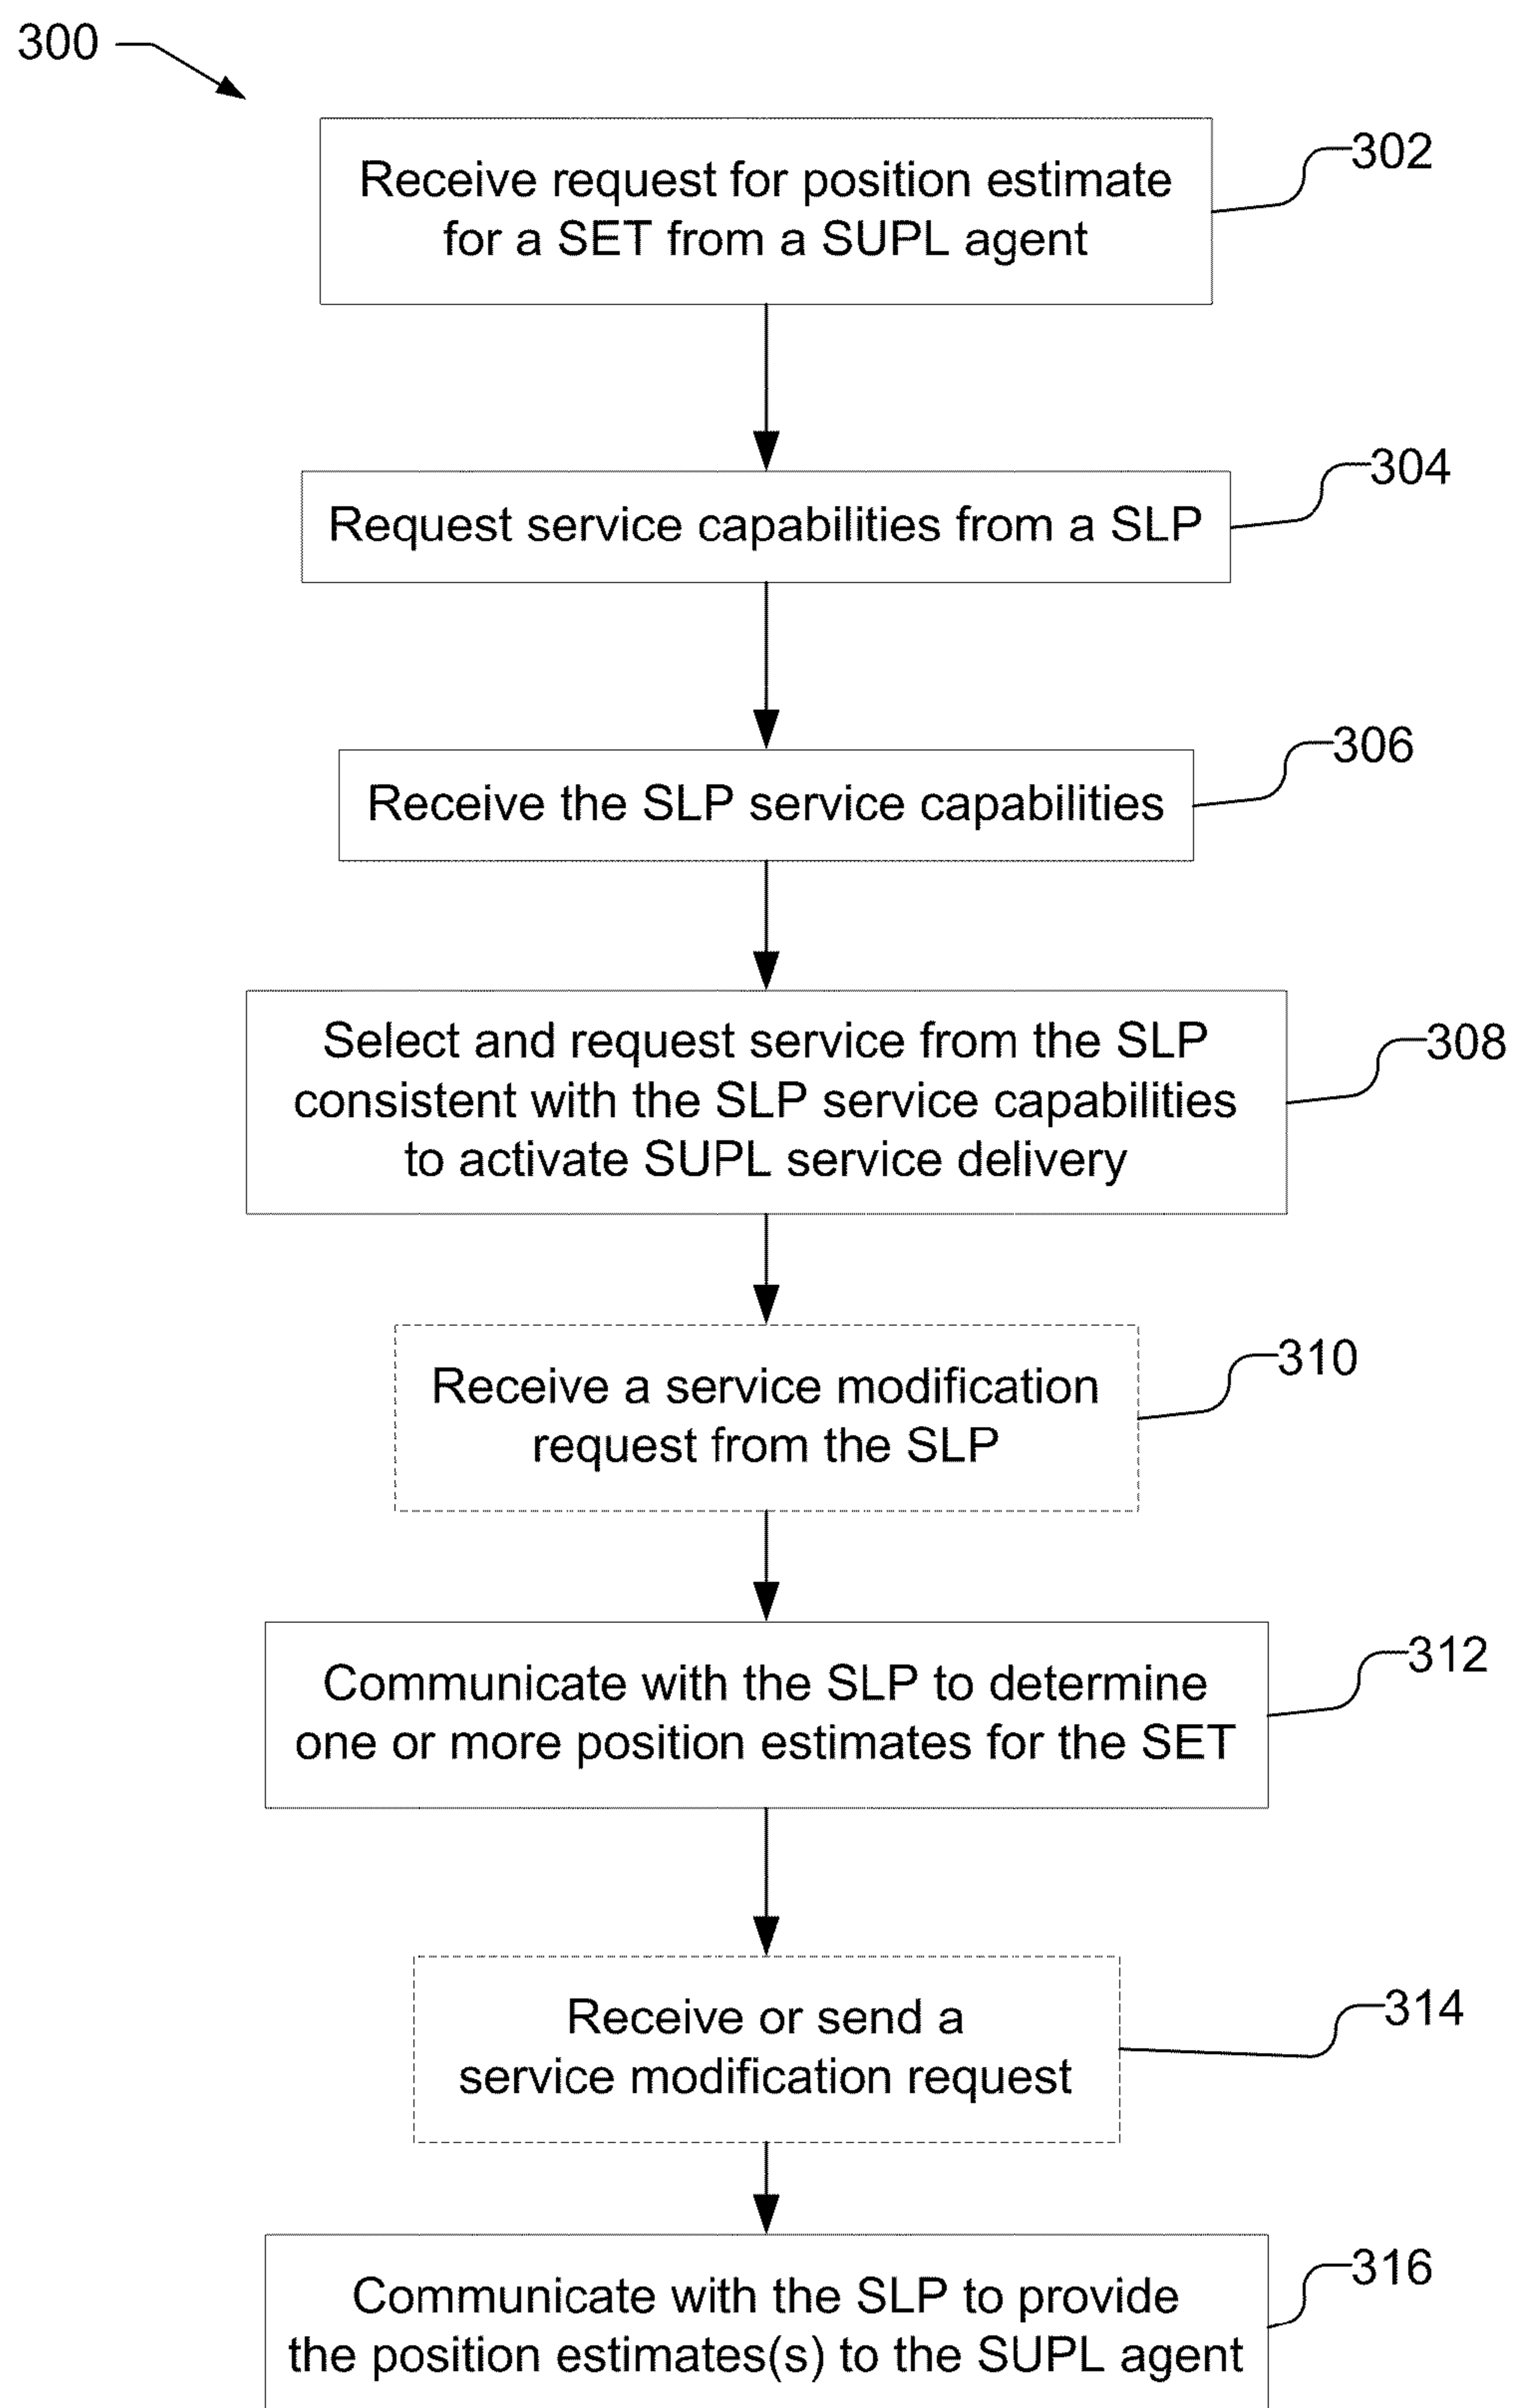 300
Receive request for position estimate
for a SET from a SUPL agent
302
Request service capabilities from a SLP
304
Receive the SLP service capabilities
306
Select and request service from the SLP
consistent with the SLP service capabilities
to activate SUPL service delivery
308
Receive a service modification
request from the SLP
310
Communicate with the SLP to determine
one or more position estimates for the SET
312
Receive or send a
service modification request
314
Communicate with the SLP to provide
the position estimates(s) to the SUPL agent
316